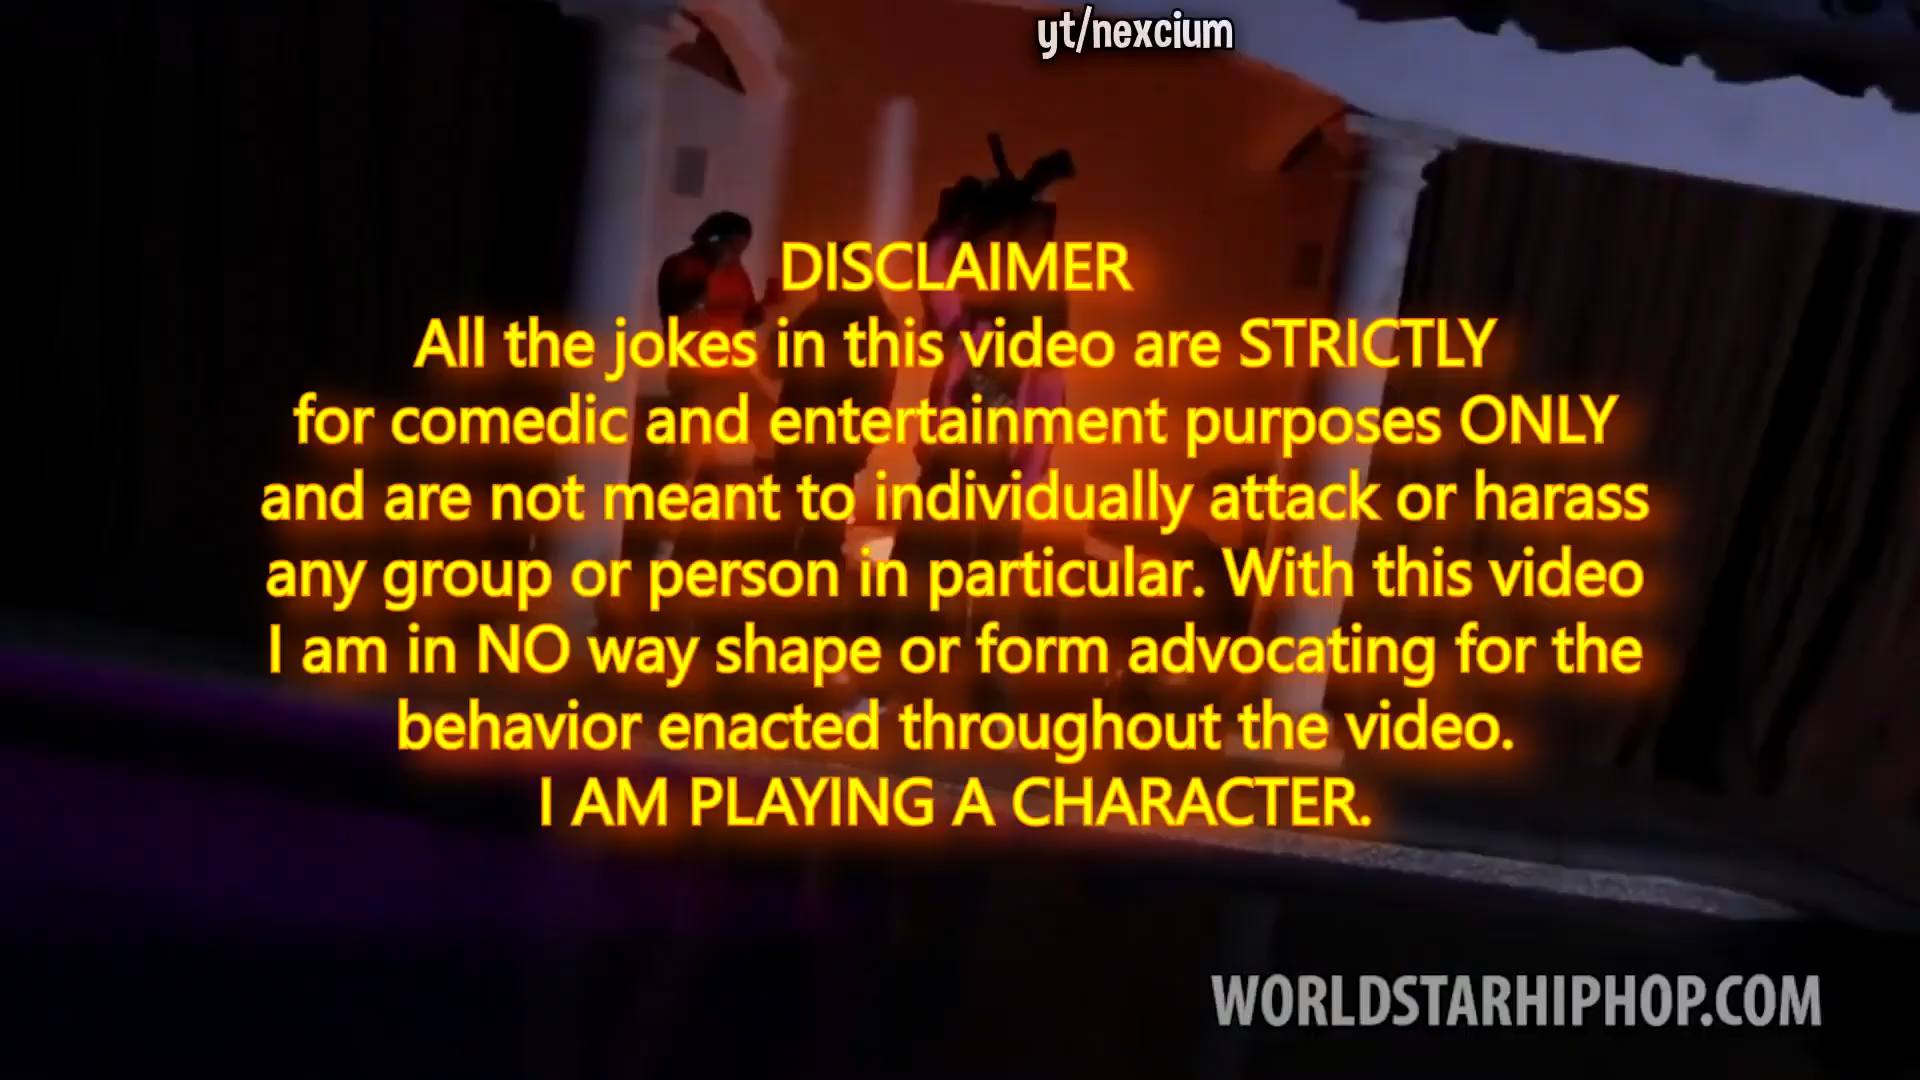 yt/nexcium
DISCLAIMER
All the jokes in this video are STRICTLY
for comedic and entertainment purposes ONLY
and are not meant to individually attack or harass
any group or person in particular. With this video
I am in NO way shape or form advocating for the
behavior enacted throughout the video.
I AM PLAYING A CHARACTER.
WORLDSTARHIPHOP.COM